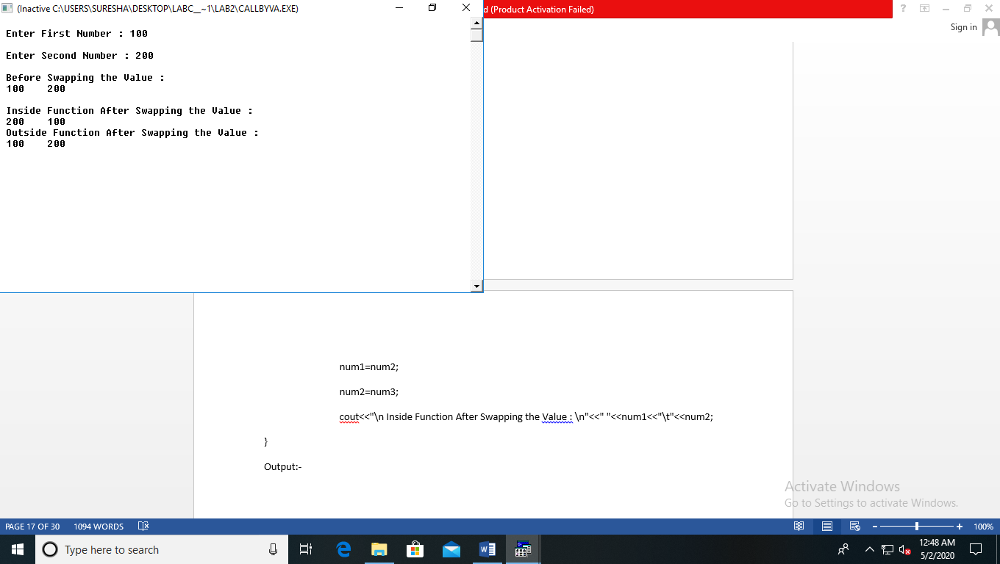 (Inactive C:\USERS\SURESHA\DESKTOP\LABC__~1\LAB2\CALLBYVA.EXE)
d (Product Activation Failed)
Sign in
Enter First Number : 100
Enter Second Number : 200
Before Swapping the Value :
100 200
Inside Function After Swapping the Value :
200 100
Outside Function After Swapping the Value :
100 200
num1=num2;
num2=num3;
cout<<"\n Inside Function After Swapping the Value : \n"<<" "<<num1<<"\t"<<num2;
}
Output:-
Activate Windows
Go to Settings to activate Windows.
PAGE 17 OF 30 1094 WORDS 100%
Type here to search
12:48 AM
5/2/2020